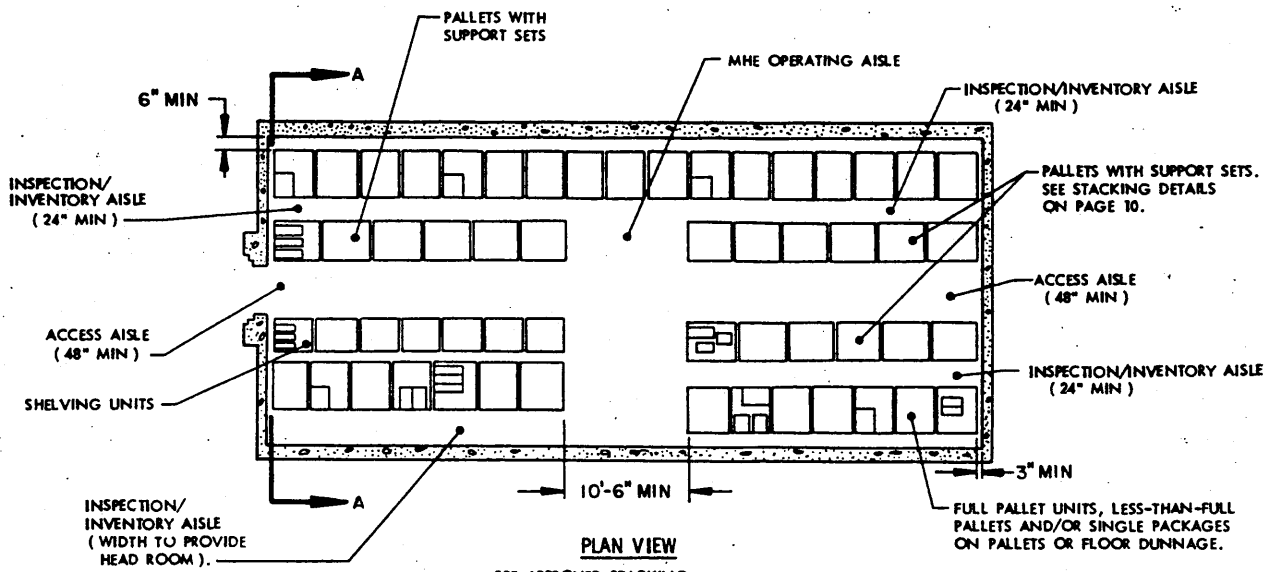 PALLETS WITH
SUPPORT SETS
A
MHE OPERATING AISLE
6" MIN
INSPECTION/INVENTORY AISLE
(24" MIN)
INSPECTION/
INVENTORY AISLE
(24" MIN)
PALLETS WITH SUPPORT SETS.
SEE STACKING DETAILS
ON PAGE 10.
ACCESS AISLE
(48" MIN)
ACCESS AISLE
(48" MIN)
INSPECTION/INVENTORY AISLE
(24" MIN)
SHELVING UNITS
3" MIN
A
10'-6" MIN
INSPECTION/
INVENTORY AISLE
(WIDTH TO PROVIDE
HEAD ROOM).
FULL PALLET UNITS, LESS-THAN-FULL
PALLETS AND/OR SINGLE PACKAGES
ON PALLETS OR FLOOR DUNNAGE.
PLAN VIEW